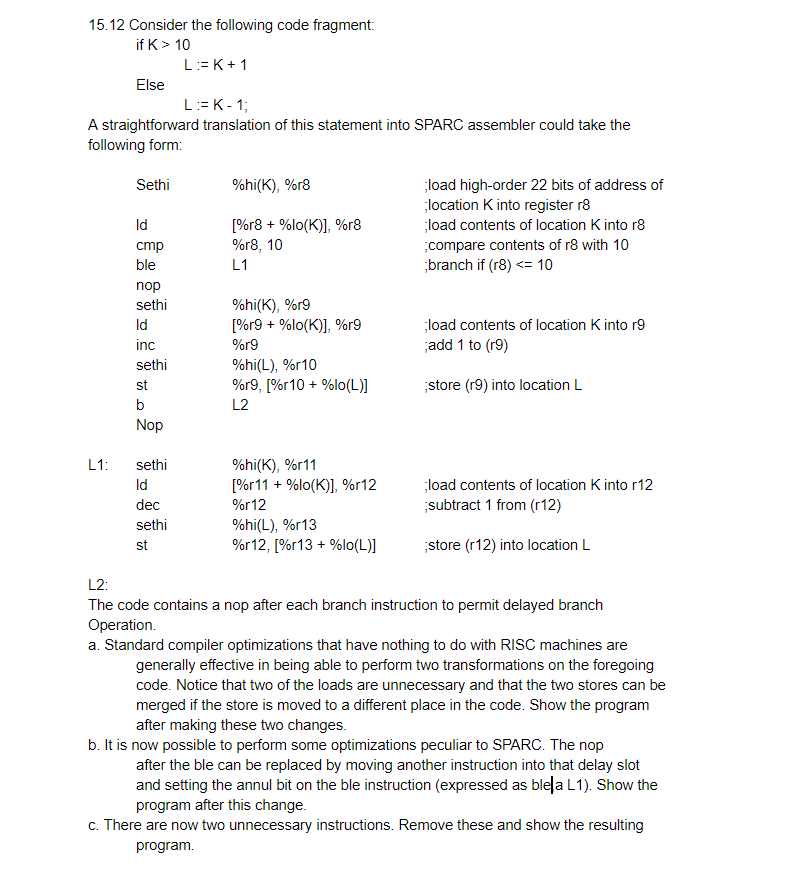 15.12 Consider the following code fragment:
if K > 10
L := K + 1
Else
L := K - 1;
A straightforward translation of this statement into SPARC assembler could take the
following form:
Sethi %hi(K), %r8 ;load high-order 22 bits of address of
;location K into register r8
ld [%r8 + %lo(K)], %r8 ;load contents of location K into r8
cmp %r8, 10 ;compare contents of r8 with 10
ble L1 ;branch if (r8) <= 10
nop
sethi %hi(K), %r9
ld [%r9 + %lo(K)], %r9 ;load contents of location K into r9
inc %r9 ;add 1 to (r9)
sethi %hi(L), %r10
st %r9, [%r10 + %lo(L)] ;store (r9) into location L
b L2
Nop
L1: sethi %hi(K), %r11
ld [%r11 + %lo(K)], %r12 ;load contents of location K into r12
dec %r12 ;subtract 1 from (r12)
sethi %hi(L), %r13
st %r12, [%r13 + %lo(L)] ;store (r12) into location L
L2:
The code contains a nop after each branch instruction to permit delayed branch
Operation.
a. Standard compiler optimizations that have nothing to do with RISC machines are
generally effective in being able to perform two transformations on the foregoing
code. Notice that two of the loads are unnecessary and that the two stores can be
merged if the store is moved to a different place in the code. Show the program
after making these two changes.
b. It is now possible to perform some optimizations peculiar to SPARC. The nop
after the ble can be replaced by moving another instruction into that delay slot
and setting the annul bit on the ble instruction (expressed as ble,a L1). Show the
program after this change.
c. There are now two unnecessary instructions. Remove these and show the resulting
program.